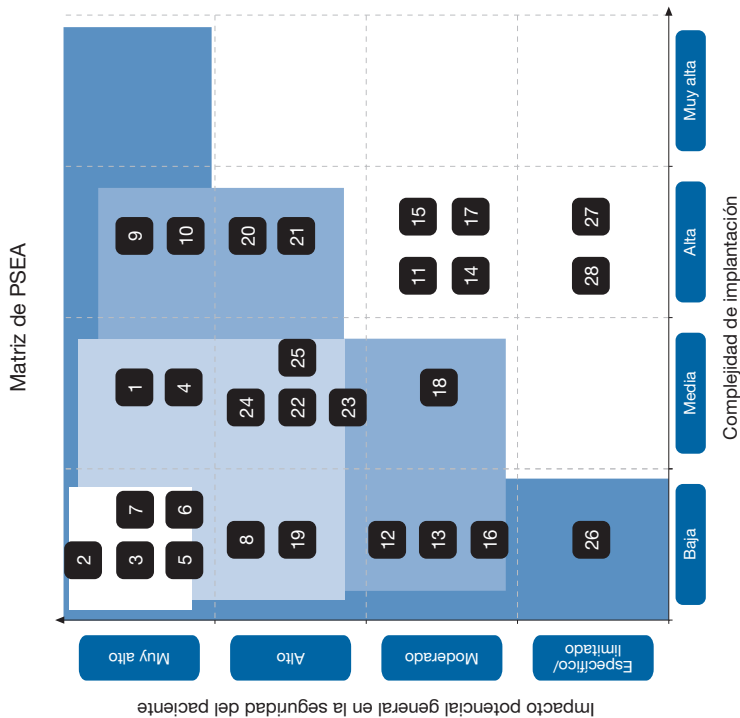 Matriz de PSEA
Impacto potencial general en la seguridad del paciente
Muy alto
2
3
7
5
6
1
4
9
10
Alto
8
19
24
22
25
23
20
21
Moderado
12
13
16
18
11
15
14
17
Específico/
limitado
26
28
27
Baja
Media
Alta
Muy alta
Complejidad de implantación